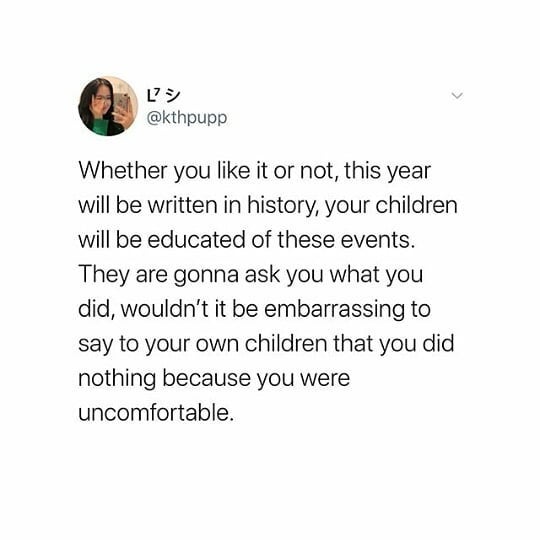 L⁷ シ
@kthpupp
Whether you like it or not, this year
will be written in history, your children
will be educated of these events.
They are gonna ask you what you
did, wouldn't it be embarrassing to
say to your own children that you did
nothing because you were
uncomfortable.